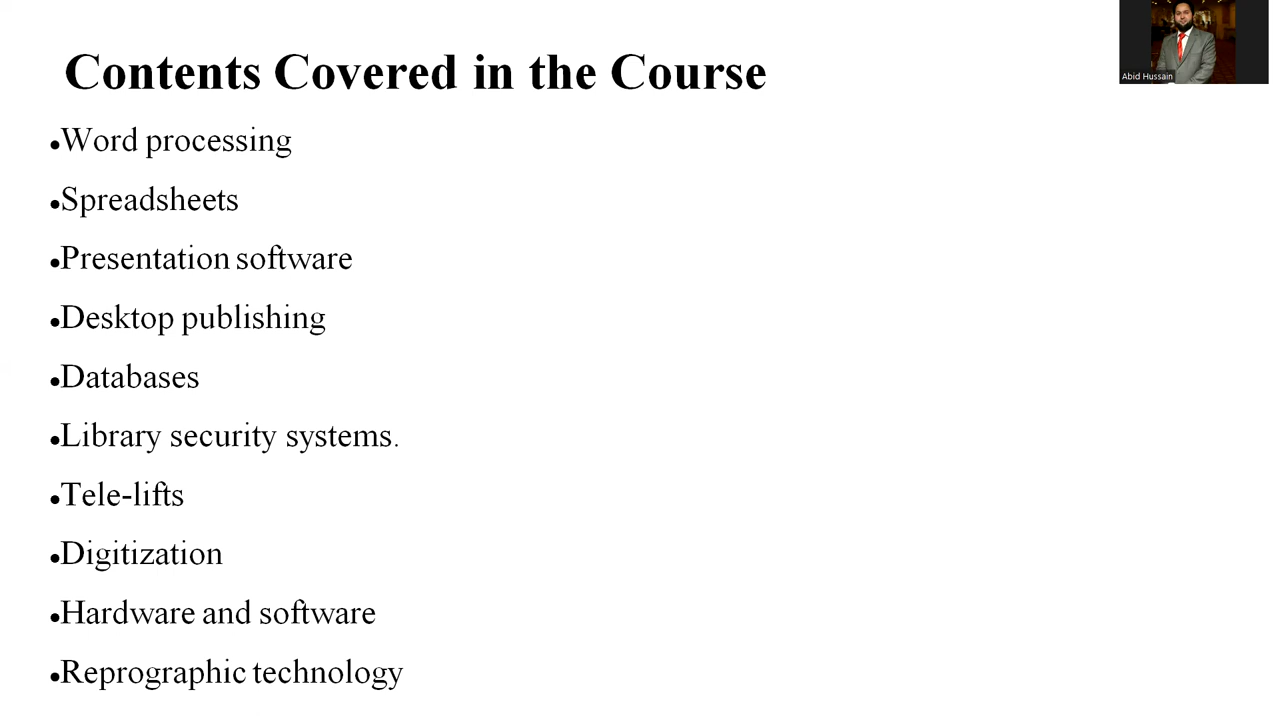 Contents Covered in the Course
Abid Hussain
•Word processing
•Spreadsheets
•Presentation software
•Desktop publishing
•Databases
•Library security systems.
•Tele-lifts
•Digitization
•Hardware and software
•Reprographic technology